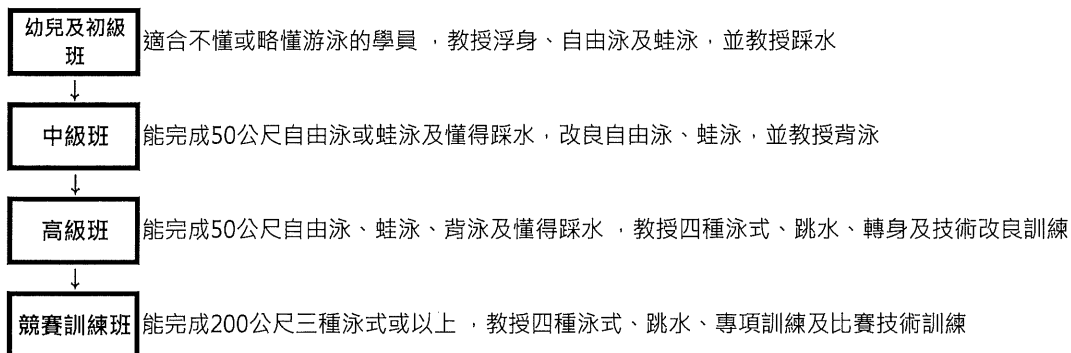 幼兒及初級
班
適合不懂或略懂游泳的學員 ，教授浮身、自由泳及蛙泳，並教授踩水
↓
中級班
能完成50公尺自由泳或蛙泳及懂得踩水，改良自由泳、蛙泳，並教授背泳
↓
高級班
能完成50公尺自由泳、蛙泳、背泳及懂得踩水 ，教授四種泳式、跳水、轉身及技術改良訓練
↓
競賽訓練班
能完成200公尺三種泳式或以上 ，教授四種泳式、跳水、專項訓練及比賽技術訓練